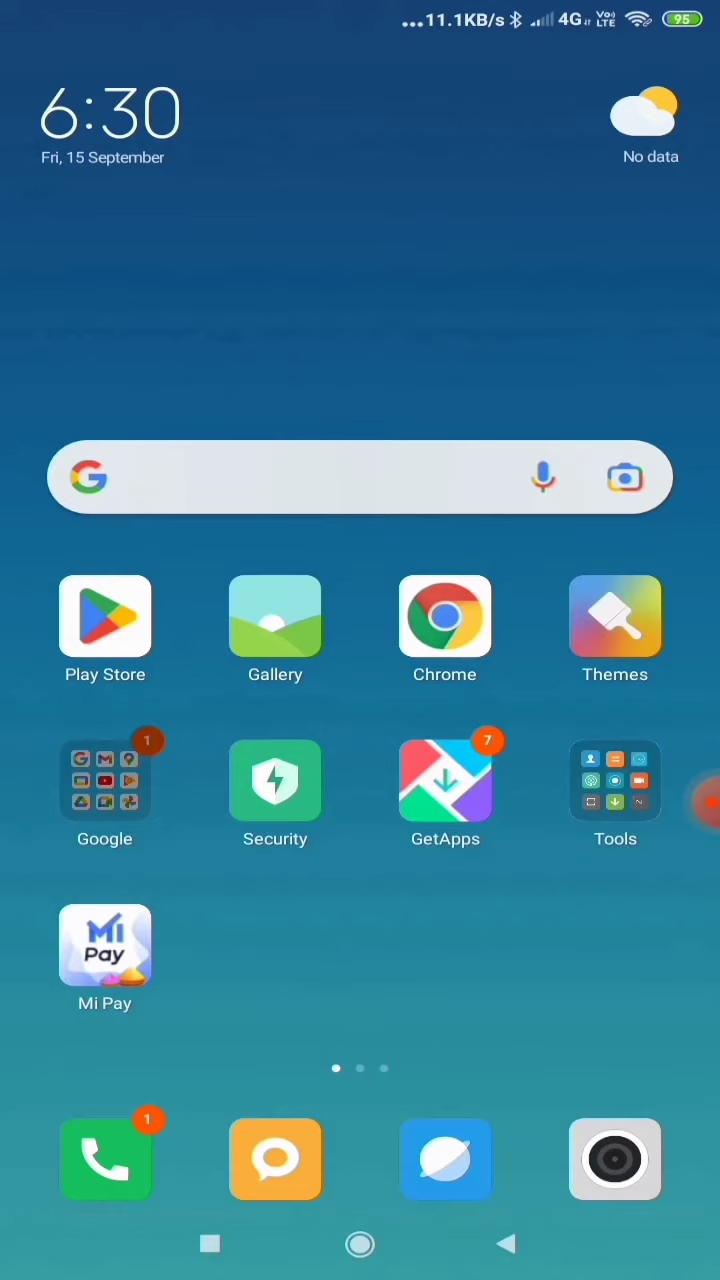 ...11.1KB/s 4G Vo) LTE 95
6:30
Fri, 15 September
No data
Play Store
Gallery
Chrome
Themes
1
7
Google
Security
GetApps
Tools
Mi Pay
Mi Pay
1